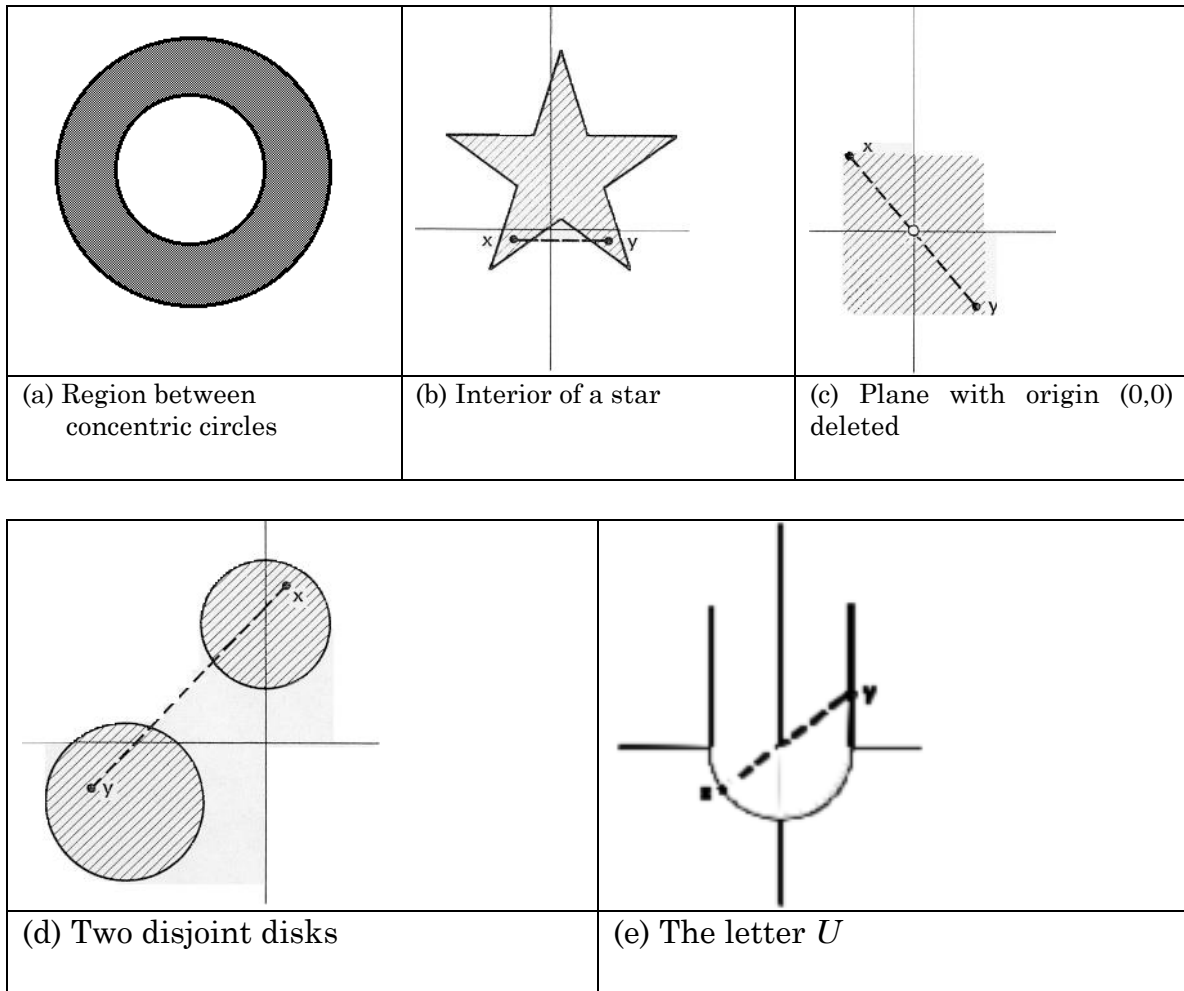 x
y
x
y
(a) Region between
concentric circles
(b) Interior of a star
(c) Plane with origin (0,0)
deleted
x
y
y
(d) Two disjoint disks
(e) The letter U